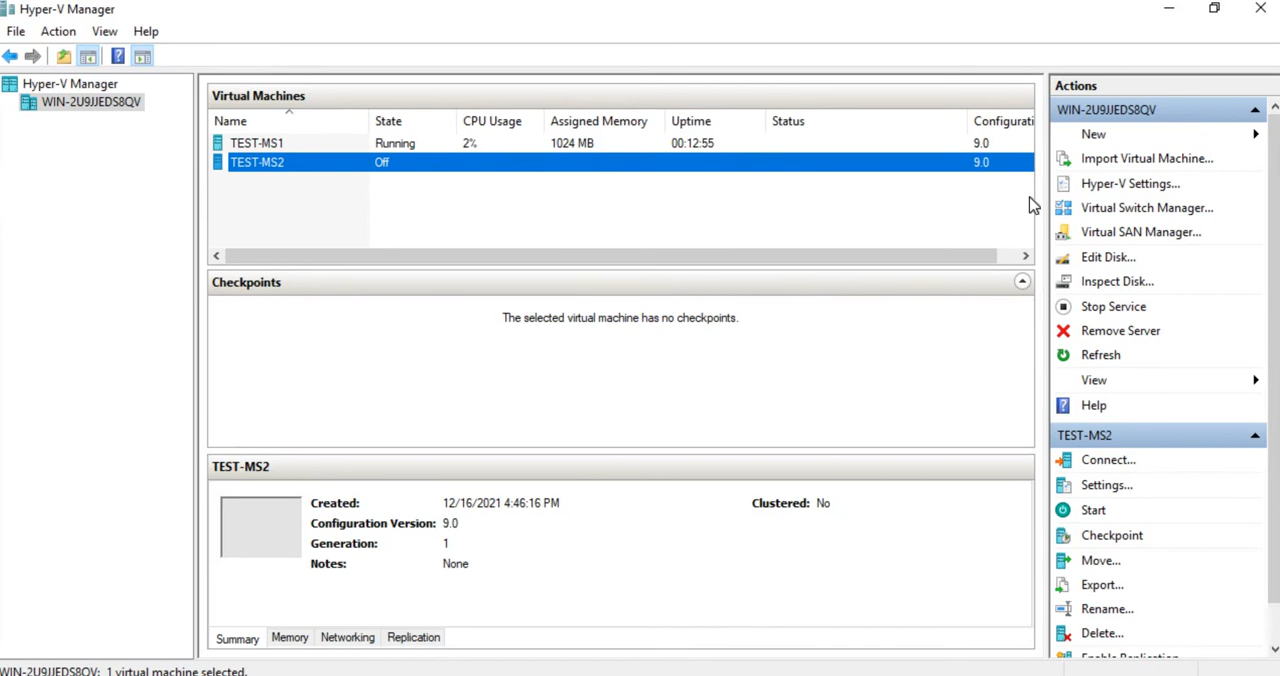 Hyper-V Manager
File Action View Help
Hyper-V Manager
WIN-2U9JJEDS8QV
Virtual Machines
Name State CPU Usage Assigned Memory Uptime Status Configurati
TEST-MS1 Running 2% 1024 MB 00:12:55 9.0
TEST-MS2 Off 9.0
Checkpoints
The selected virtual machine has no checkpoints.
TEST-MS2
Created: 12/16/2021 4:46:16 PM Clustered: No
Configuration Version: 9.0
Generation: 1
Notes: None
Summary Memory Networking Replication
Actions
WIN-2U9JJEDS8QV
New
Import Virtual Machine...
Hyper-V Settings...
Virtual Switch Manager...
Virtual SAN Manager...
Edit Disk...
Inspect Disk...
Stop Service
Remove Server
Refresh
View
Help
TEST-MS2
Connect...
Settings...
Start
Checkpoint
Move...
Export...
Rename...
Delete...
Enable Replication...
WIN-2U9JJEDS8QV: 1 virtual machine selected.